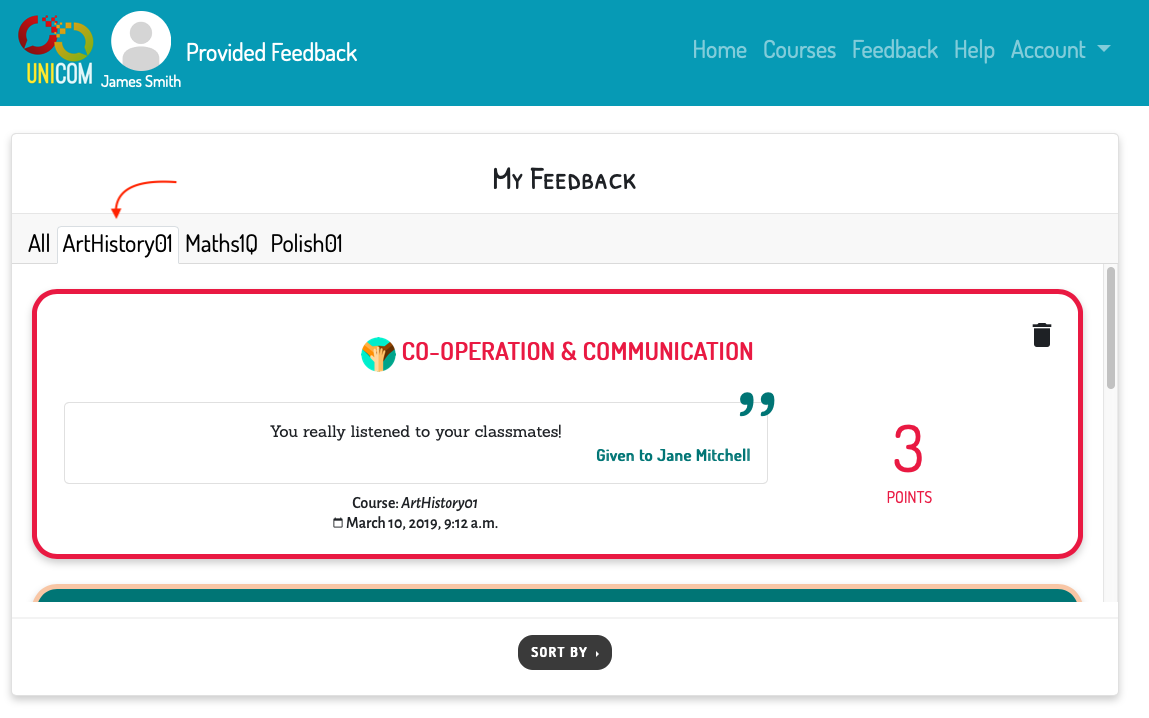 UNICOM
James Smith
Provided Feedback
Home Courses Feedback Help Account
My Feedback
All ArtHistory01 Maths1Q Polish01
CO-OPERATION & COMMUNICATION
”
You really listened to your classmates!
Given to Jane Mitchell
3
POINTS
Course: ArtHistory01
March 10, 2019, 9:12 a.m.
SORT BY